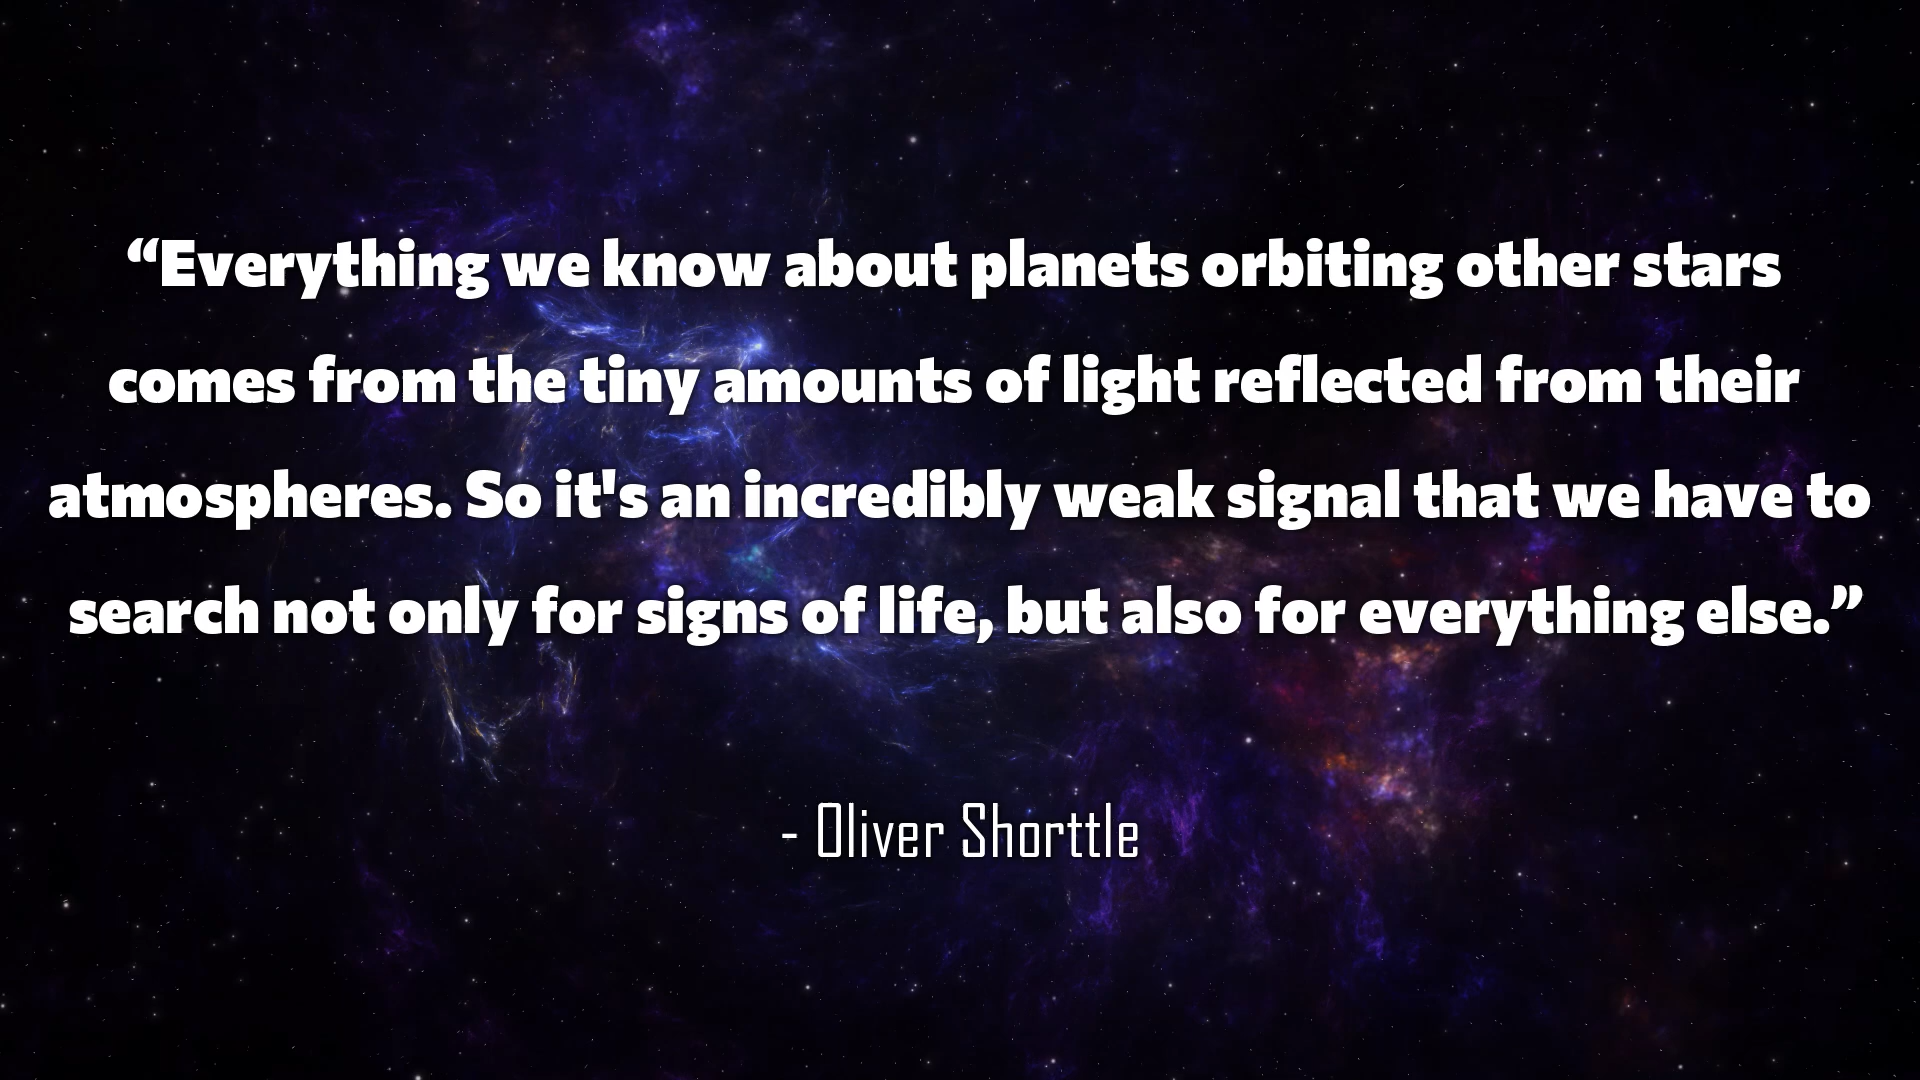 “Everything we know about planets orbiting other stars
comes from the tiny amounts of light reflected from their
atmospheres. So it's an incredibly weak signal that we have to
search not only for signs of life, but also for everything else.”
- Oliver Shorttle